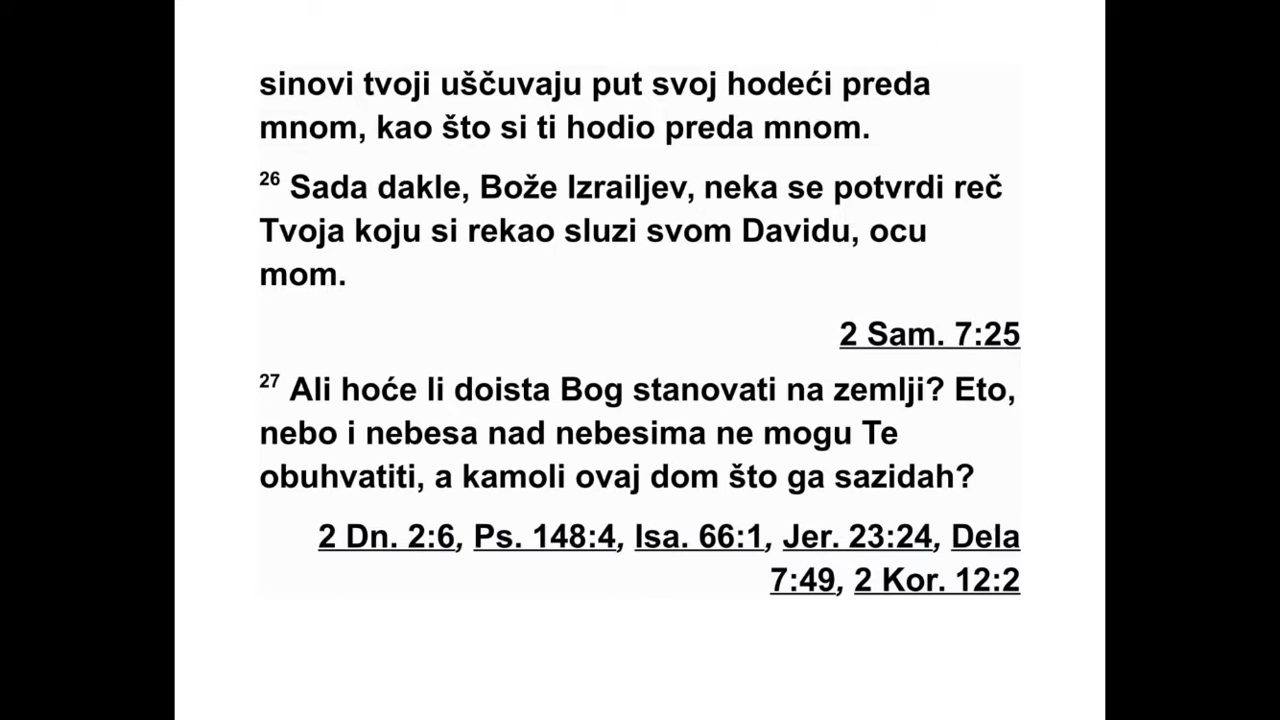 sinovi tvoji uščuvaju put svoj hodeći preda
mnom, kao što si ti hodio preda mnom.
26 Sada dakle, Bože Izrailjev, neka se potvrdi reč
Tvoja koju si rekao sluzi svom Davidu, ocu
mom.
2 Sam. 7:25
27 Ali hoće li doista Bog stanovati na zemlji? Eto,
nebo i nebesa nad nebesima ne mogu Te
obuhvatiti, a kamoli ovaj dom što ga sazidah?
2 Dn. 2:6, Ps. 148:4, Isa. 66:1, Jer. 23:24, Dela
7:49, 2 Kor. 12:2